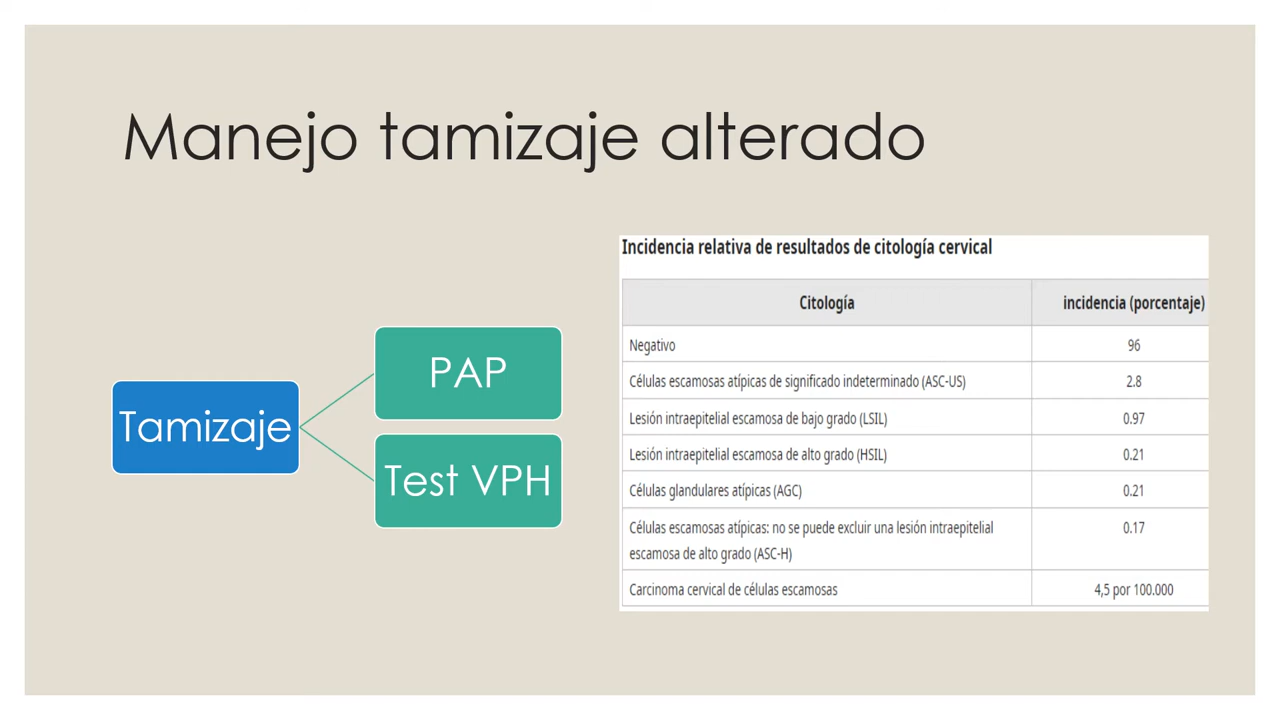 Manejo tamizaje alterado
Tamizaje
PAP
Test VPH
Incidencia relativa de resultados de citología cervical
Citología incidencia (porcentaje)
Negativo 96
Células escamosas atípicas de significado indeterminado (ASC-US) 2.8
Lesión intraepitelial escamosa de bajo grado (LSIL) 0.97
Lesión intraepitelial escamosa de alto grado (HSIL) 0.21
Células glandulares atípicas (AGC) 0.21
Células escamosas atípicas: no se puede excluir una lesión intraepitelial 0.17
escamosa de alto grado (ASC-H)
Carcinoma cervical de células escamosas 4,5 por 100.000